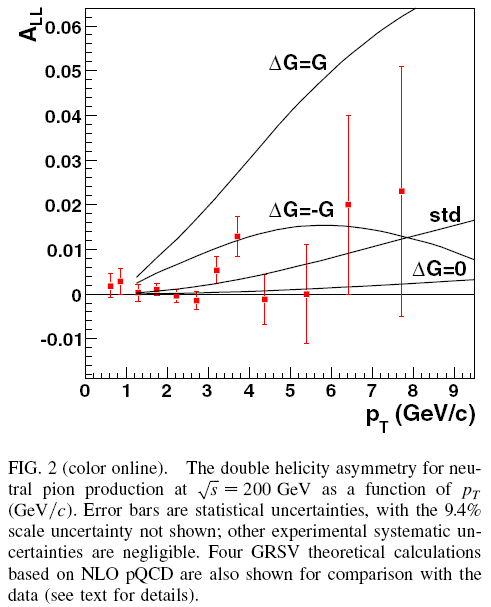 A_LL
0.06
ΔG=G
0.05
0.04
0.03
0.02
ΔG=-G
std
0.01
ΔG=0
0
-0.01
0 1 2 3 4 5 6 7 8 9
p_T (GeV/c)
FIG. 2 (color online). The double helicity asymmetry for neu-
tral pion production at √s = 200 GeV as a function of p_T
(GeV/c). Error bars are statistical uncertainties, with the 9.4%
scale uncertainty not shown; other experimental systematic un-
certainties are negligible. Four GRSV theoretical calculations
based on NLO pQCD are also shown for comparison with the
data (see text for details).